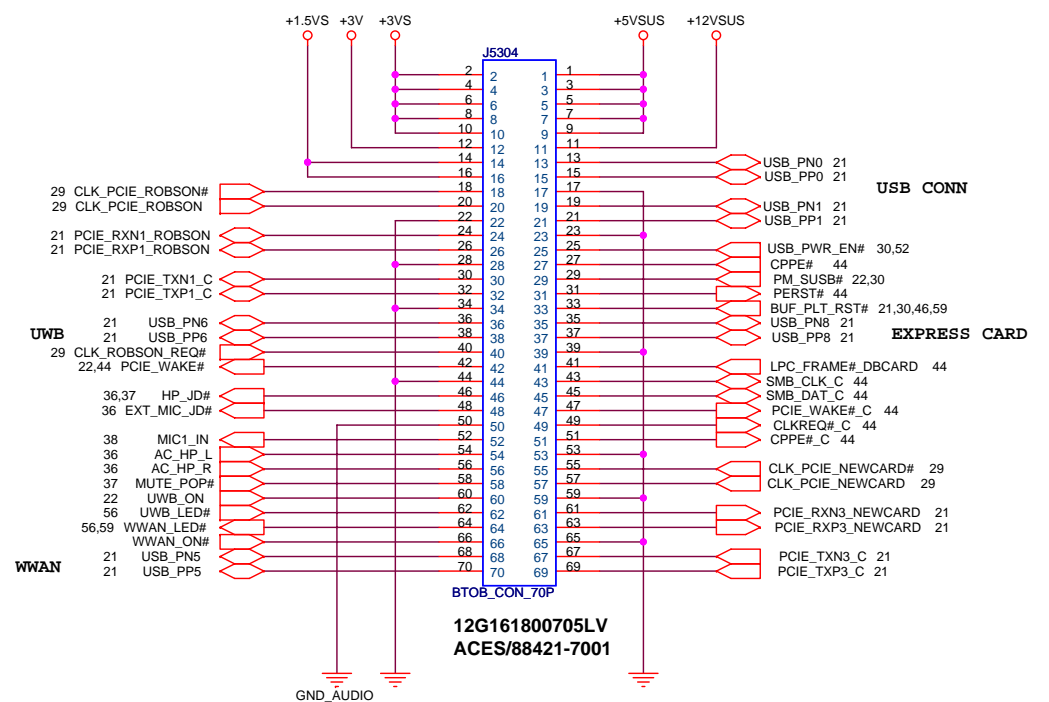 +1.5VS +3V +3VS +5VSUS +12VSUS
J5304
2 2 1 1
4 4 3 3
6 6 5 5
8 8 7 7
10 10 9 9
12 12 11 11
14 14 13 13 USB_PN0 21
16 16 15 15 USB_PP0 21
USB CONN
29 CLK_PCIE_ROBSON# 18 18 17 17
29 CLK_PCIE_ROBSON 20 20 19 19 USB_PN1 21
22 22 21 21 USB_PP1 21
21 PCIE_RXN1_ROBSON 24 24 23 23
21 PCIE_RXP1_ROBSON 26 26 25 25 USB_PWR_EN# 30,52
28 28 27 27 CPPE# 44
21 PCIE_TXN1_C 30 30 29 29 PM_SUSB# 22,30
21 PCIE_TXP1_C 32 32 31 31 PERST# 44
34 34 33 33 BUF_PLT_RST# 21,30,46,59
21 USB_PN6 36 36 35 35 USB_PN8 21
UWB
21 USB_PP6 38 38 37 37 USB_PP8 21
EXPRESS CARD
29 CLK_ROBSON_REQ# 40 40 39 39
22,44 PCIE_WAKE# 42 42 41 41 LPC_FRAME#_DBCARD 44
44 44 43 43 SMB_CLK_C 44
36,37 HP_JD# 46 46 45 45 SMB_DAT_C 44
36 EXT_MIC_JD# 48 48 47 47 PCIE_WAKE#_C 44
50 50 49 49 CLKREQ#_C 44
38 MIC1_IN 52 52 51 51 CPPE#_C 44
36 AC_HP_L 54 54 53 53
36 AC_HP_R 56 56 55 55 CLK_PCIE_NEWCARD# 29
37 MUTE_POP# 58 58 57 57 CLK_PCIE_NEWCARD 29
22 UWB_ON 60 60 59 59
56 UWB_LED# 62 62 61 61 PCIE_RXN3_NEWCARD 21
56,59 WWAN_LED# 64 64 63 63 PCIE_RXP3_NEWCARD 21
WWAN_ON# 66 66 65 65
21 USB_PN5 68 68 67 67 PCIE_TXN3_C 21
WWAN
21 USB_PP5 70 70 69 69 PCIE_TXP3_C 21
BTOB_CON_70P
12G161800705LV
ACES/88421-7001
GND_AUDIO